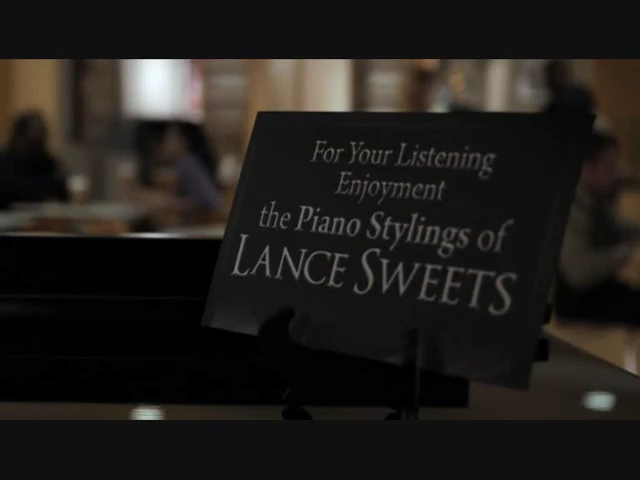 For Your Listening
Enjoyment
the Piano Stylings of
LANCE SWEETS